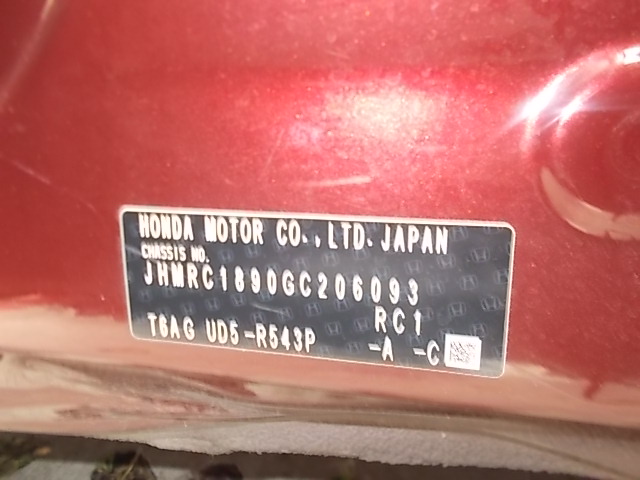 HONDA MOTOR CO.,LTD.JAPAN
CHASSIS NO.
JHMRC1890GC206093
RC1
T6AG UD5-R543P -A -C